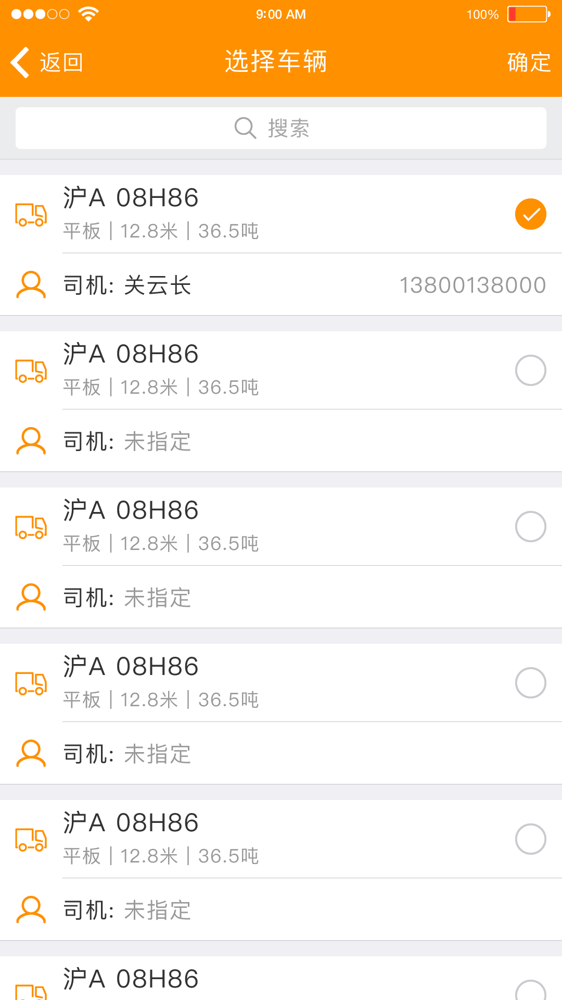 9:00 AM 100%
返回 选择车辆 确定
搜索
沪A 08H86
平板 | 12.8米 | 36.5吨
司机: 关云长 13800138000
沪A 08H86
平板 | 12.8米 | 36.5吨
司机: 未指定
沪A 08H86
平板 | 12.8米 | 36.5吨
司机: 未指定
沪A 08H86
平板 | 12.8米 | 36.5吨
司机: 未指定
沪A 08H86
平板 | 12.8米 | 36.5吨
司机: 未指定
沪A 08H86